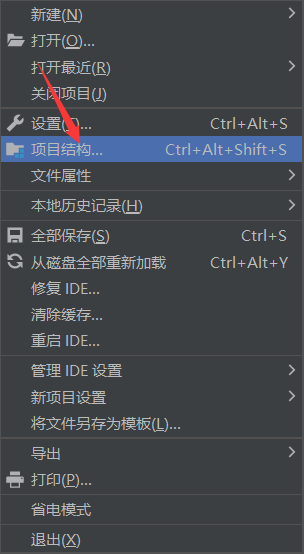 新建(N)
打开(O)...
打开最近(R)
关闭项目(J)
设置(T)... Ctrl+Alt+S
项目结构... Ctrl+Alt+Shift+S
文件属性
本地历史记录(H)
全部保存(S) Ctrl+S
从磁盘全部重新加载 Ctrl+Alt+Y
修复 IDE...
清除缓存...
重启 IDE...
管理 IDE 设置
新项目设置
将文件另存为模板(L)...
导出
打印(P)...
省电模式
退出(X)